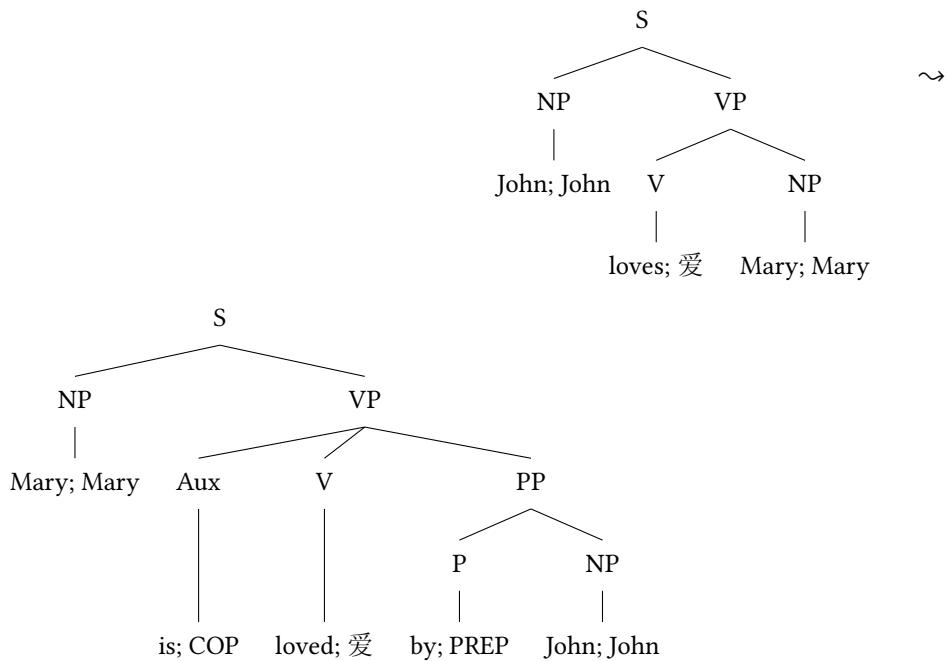 S
⇝
NP VP
John; John V NP
loves; 爱 Mary; Mary
S
NP VP
Mary; Mary Aux V PP
P NP
is; COP loved; 爱 by; PREP John; John